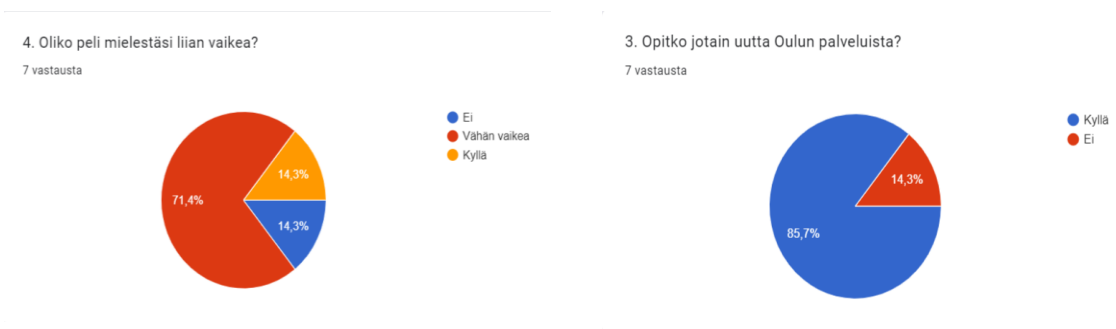 4. Oliko peli mielestäsi liian vaikea?
7 vastausta
Ei
Vähän vaikea
Kyllä
14,3%
71,4%
14,3%
3. Opitko jotain uutta Oulun palveluista?
7 vastausta
Kyllä
Ei
14,3%
85,7%